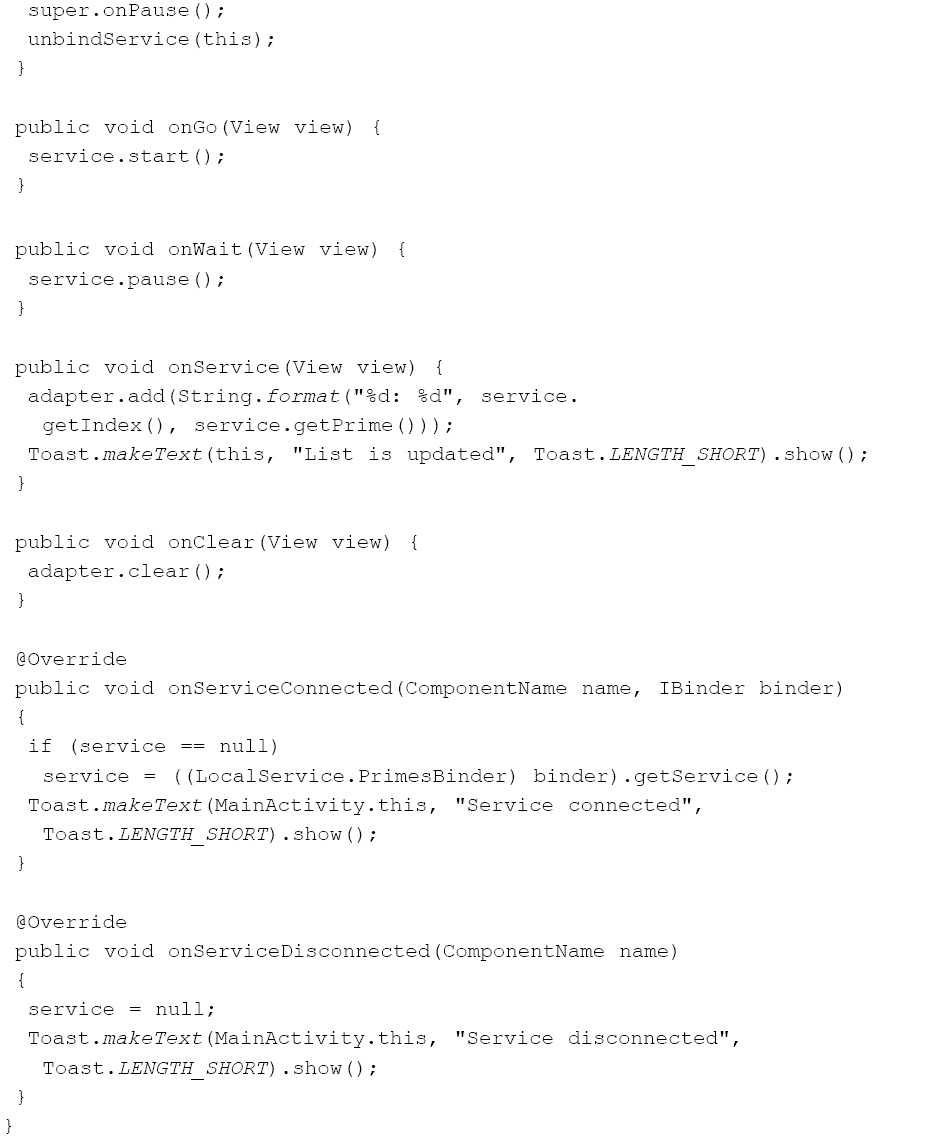 super.onPause();
unbindService(this);
}
public void onGo(View view) {
service.start();
}
public void onWait(View view) {
service.pause();
}
public void onService(View view) {
adapter.add(String.format("%d: %d", service.
getIndex(), service.getPrime()));
Toast.makeText(this, "List is updated", Toast.LENGTH_SHORT).show();
}
public void onClear(View view) {
adapter.clear();
}
@Override
public void onServiceConnected(ComponentName name, IBinder binder)
{
if (service == null)
service = ((LocalService.PrimesBinder) binder).getService();
Toast.makeText(MainActivity.this, "Service connected",
Toast.LENGTH_SHORT).show();
}
@Override
public void onServiceDisconnected(ComponentName name)
{
service = null;
Toast.makeText(MainActivity.this, "Service disconnected",
Toast.LENGTH_SHORT).show();
}
}